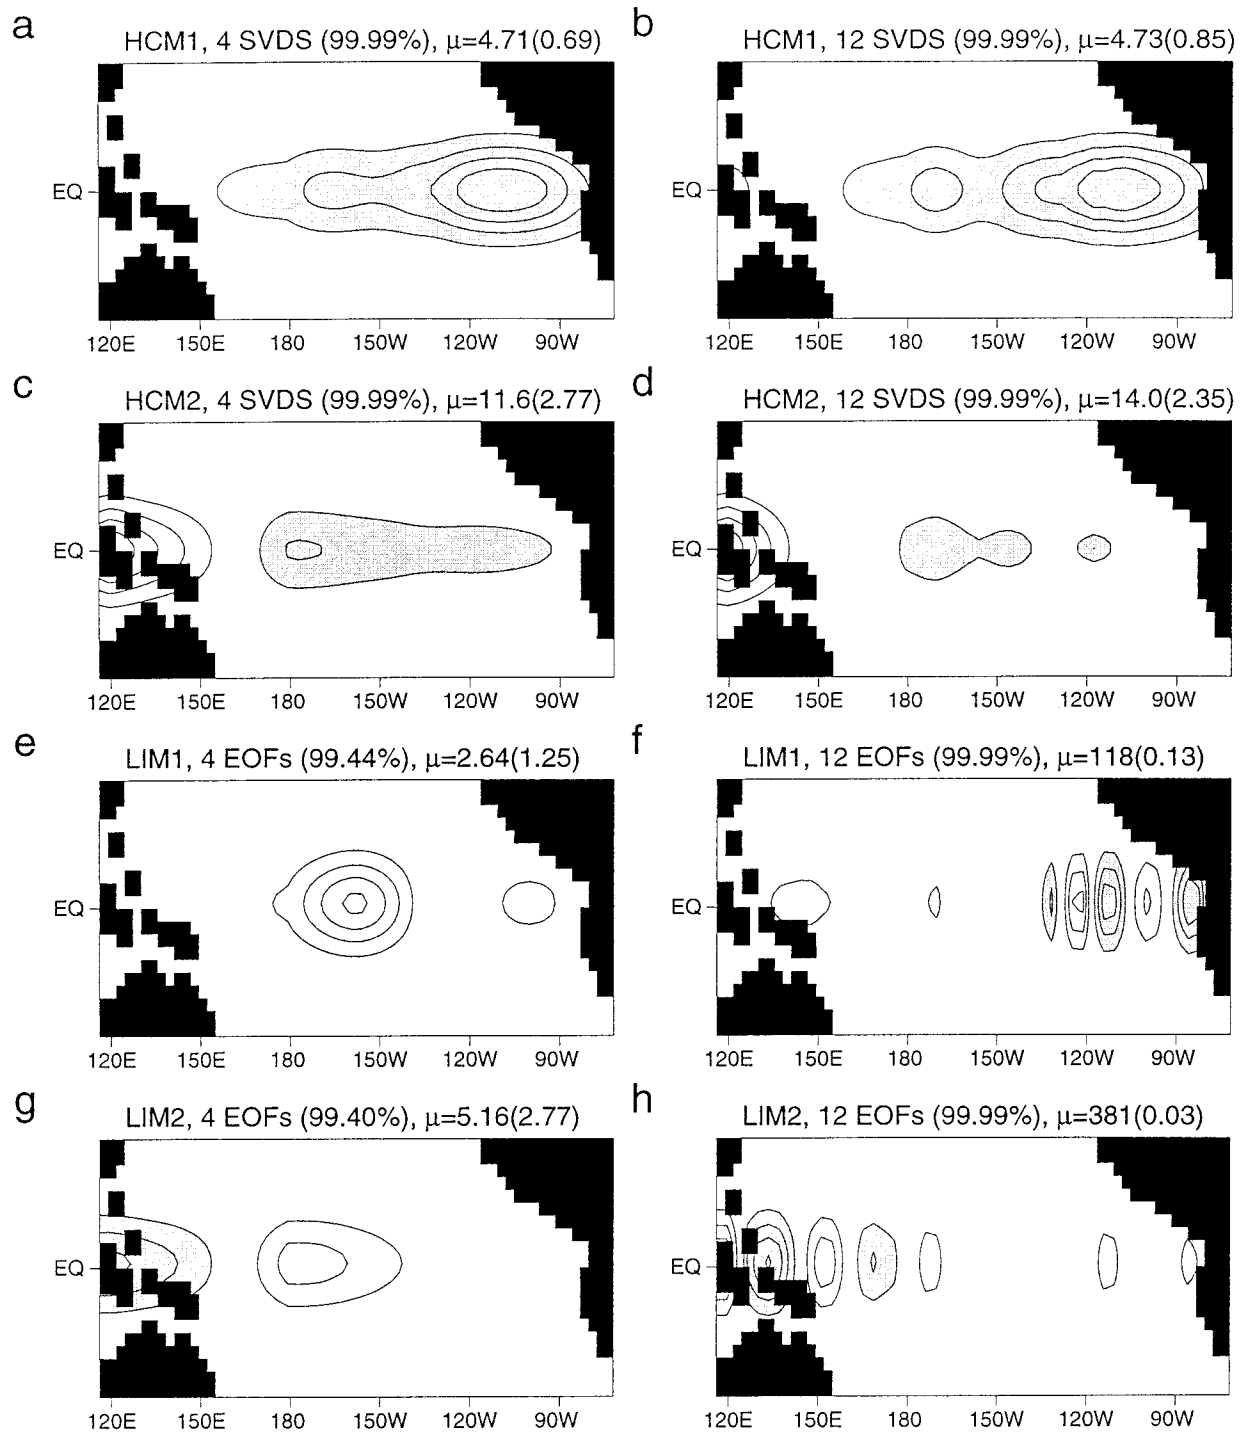 a
HCM1, 4 SVDS (99.99%), μ=4.71(0.69)
EQ
120E 150E 180 150W 120W 90W
b
HCM1, 12 SVDS (99.99%), μ=4.73(0.85)
EQ
120E 150E 180 150W 120W 90W
c
HCM2, 4 SVDS (99.99%), μ=11.6(2.77)
EQ
120E 150E 180 150W 120W 90W
d
HCM2, 12 SVDS (99.99%), μ=14.0(2.35)
EQ
120E 150E 180 150W 120W 90W
e
LIM1, 4 EOFs (99.44%), μ=2.64(1.25)
EQ
120E 150E 180 150W 120W 90W
f
LIM1, 12 EOFs (99.99%), μ=118(0.13)
EQ
120E 150E 180 150W 120W 90W
g
LIM2, 4 EOFs (99.40%), μ=5.16(2.77)
EQ
120E 150E 180 150W 120W 90W
h
LIM2, 12 EOFs (99.99%), μ=381(0.03)
EQ
120E 150E 180 150W 120W 90W